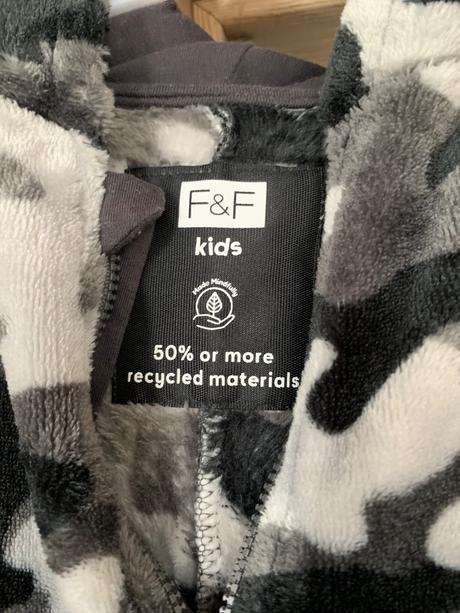 F&F
kids
Made Mindfully
50% or more
recycled materials